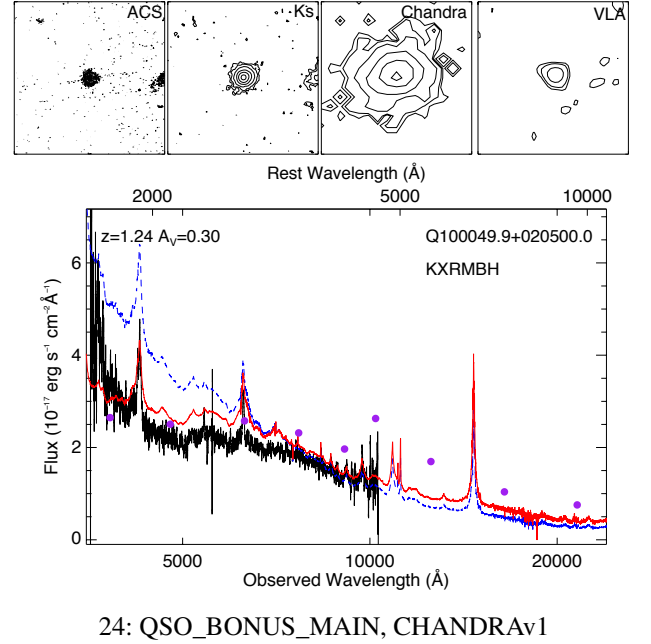 ACS Ks Chandra VLA
Rest Wavelength (Å)
2000 5000 10000
z=1.24 A_V=0.30 Q100049.9+020500.0
KXRMBH
6
4
2
0
Flux (10⁻¹⁷ erg s⁻¹ cm⁻²Å⁻¹)
5000 10000 20000
Observed Wavelength (Å)
24: QSO_BONUS_MAIN, CHANDRAv1